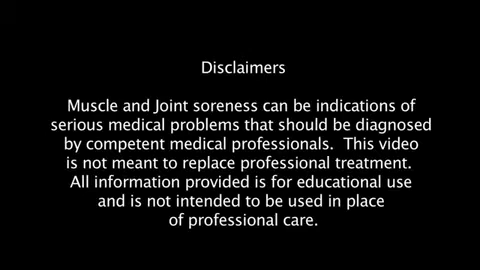 Disclaimers
Muscle and Joint soreness can be indications of
serious medical problems that should be diagnosed
by competent medical professionals.  This video
is not meant to replace professional treatment.
All information provided is for educational use
and is not intended to be used in place
of professional care.